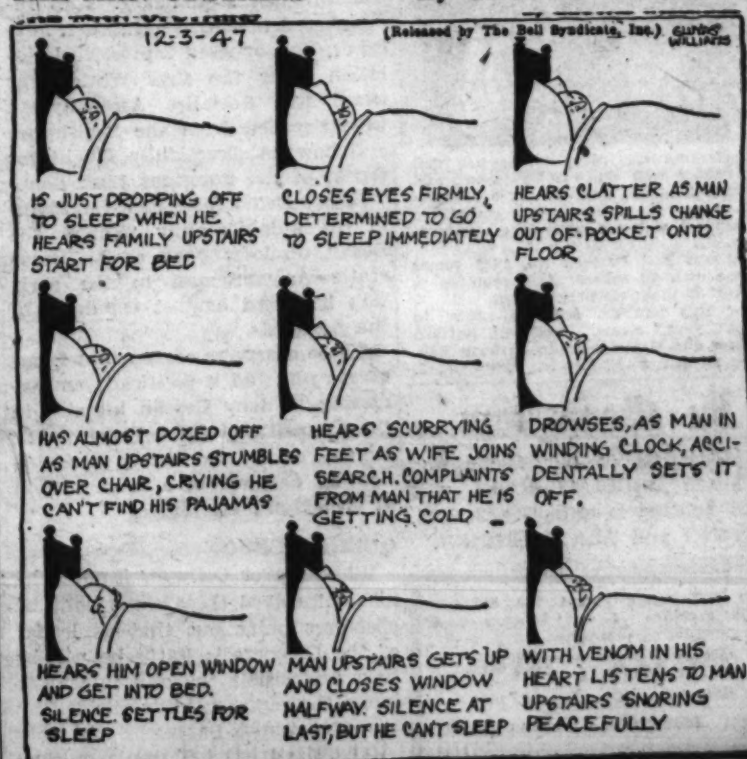 THE MAN UPSTAIRS
12-3-47
(Released by The Bell Syndicate, Inc.)
GLUYAS
WILLIAMS
IS JUST DROPPING OFF
TO SLEEP WHEN HE
HEARS FAMILY UPSTAIRS
START FOR BED
CLOSES EYES FIRMLY,
DETERMINED TO GO
TO SLEEP IMMEDIATELY
HEARS CLATTER AS MAN
UPSTAIRS SPILLS CHANGE
OUT OF POCKET ONTO
FLOOR
HAS ALMOST DOZED OFF
AS MAN UPSTAIRS STUMBLES
OVER CHAIR, CRYING HE
CAN'T FIND HIS PAJAMAS
HEARS SCURRYING
FEET AS WIFE JOINS
SEARCH. COMPLAINTS
FROM MAN THAT HE IS
GETTING COLD
DROWSES, AS MAN IN
WINDING CLOCK, ACCI-
DENTALLY SETS IT
OFF.
HEARS HIM OPEN WINDOW
AND GET INTO BED.
SILENCE. SETTLES FOR
SLEEP
MAN UPSTAIRS GETS UP
AND CLOSES WINDOW
HALFWAY. SILENCE AT
LAST, BUT HE CANT SLEEP
WITH VENOM IN HIS
HEART LISTENS TO MAN
UPSTAIRS SNORING
PEACEFULLY